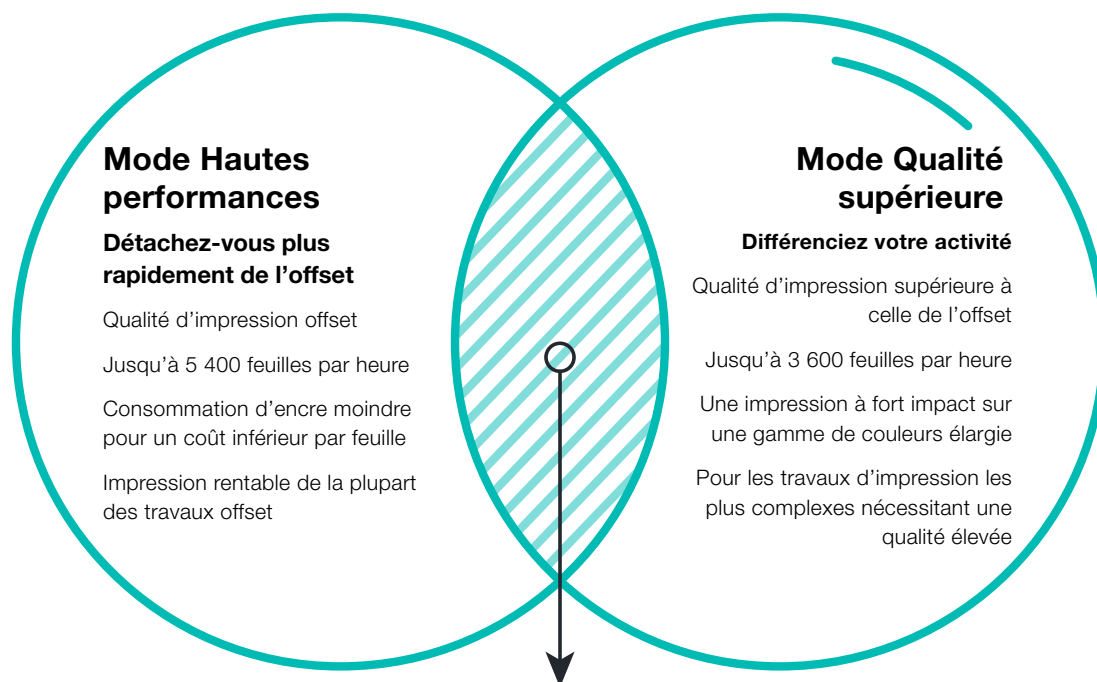 Mode Hautes
performances
Détachez-vous plus
rapidement de l’offset
Qualité d’impression offset
Jusqu’à 5 400 feuilles par heure
Consommation d’encre moindre
pour un coût inférieur par feuille
Impression rentable de la plupart
des travaux offset
Mode Qualité
supérieure
Différenciez votre activité
Qualité d’impression supérieure à
celle de l’offset
Jusqu’à 3 600 feuilles par heure
Une impression à fort impact sur
une gamme de couleurs élargie
Pour les travaux d’impression les
plus complexes nécessitant une
qualité élevée